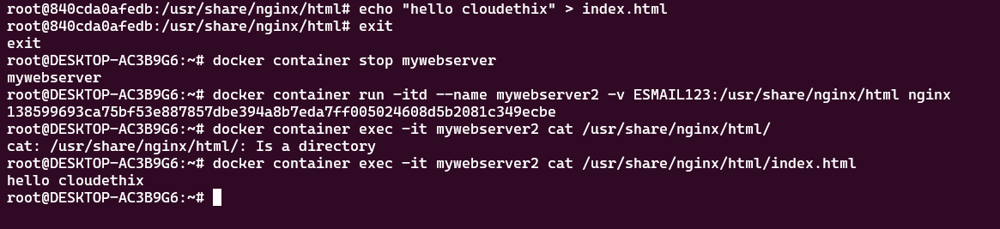 root@840cda0afedb:/usr/share/nginx/html# echo "hello cloudethix" > index.html
root@840cda0afedb:/usr/share/nginx/html# exit
exit
root@DESKTOP-AC3B9G6:~# docker container stop mywebserver
mywebserver
root@DESKTOP-AC3B9G6:~# docker container run -itd --name mywebserver2 -v ESMAIL123:/usr/share/nginx/html nginx
138599693ca75bf53e887857dbe394a8b7eda7ff005024608d5b2081c349ecbe
root@DESKTOP-AC3B9G6:~# docker container exec -it mywebserver2 cat /usr/share/nginx/html/
cat: /usr/share/nginx/html/: Is a directory
root@DESKTOP-AC3B9G6:~# docker container exec -it mywebserver2 cat /usr/share/nginx/html/index.html
hello cloudethix
root@DESKTOP-AC3B9G6:~#